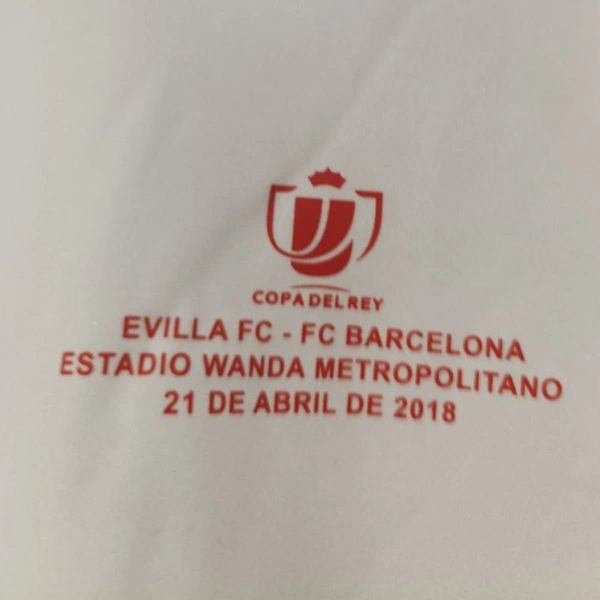 COPA DEL REY
EVILLA FC - FC BARCELONA
ESTADIO WANDA METROPOLITANO
21 DE ABRIL DE 2018